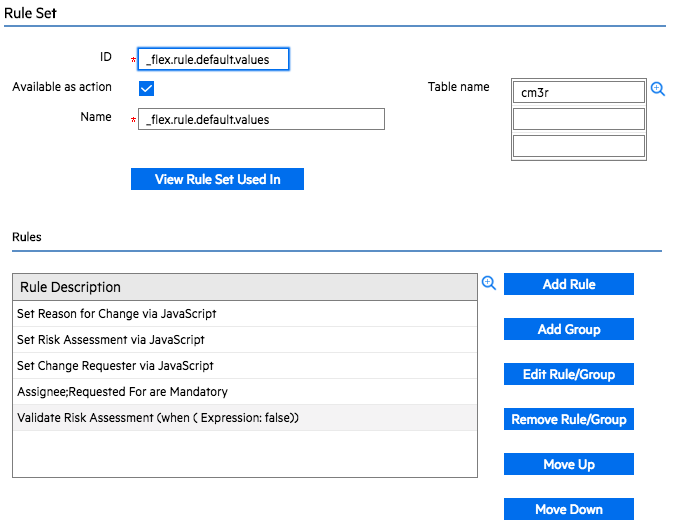 Rule Set
ID * _flex.rule.default.values
Available as action
Table name cm3r
Name * _flex.rule.default.values
View Rule Set Used In
Rules
Rule Description
Add Rule
Set Reason for Change via JavaScript
Set Risk Assessment via JavaScript
Add Group
Set Change Requester via JavaScript
Edit Rule/Group
Assignee;Requested For are Mandatory
Validate Risk Assessment (when ( Expression: false))
Remove Rule/Group
Move Up
Move Down